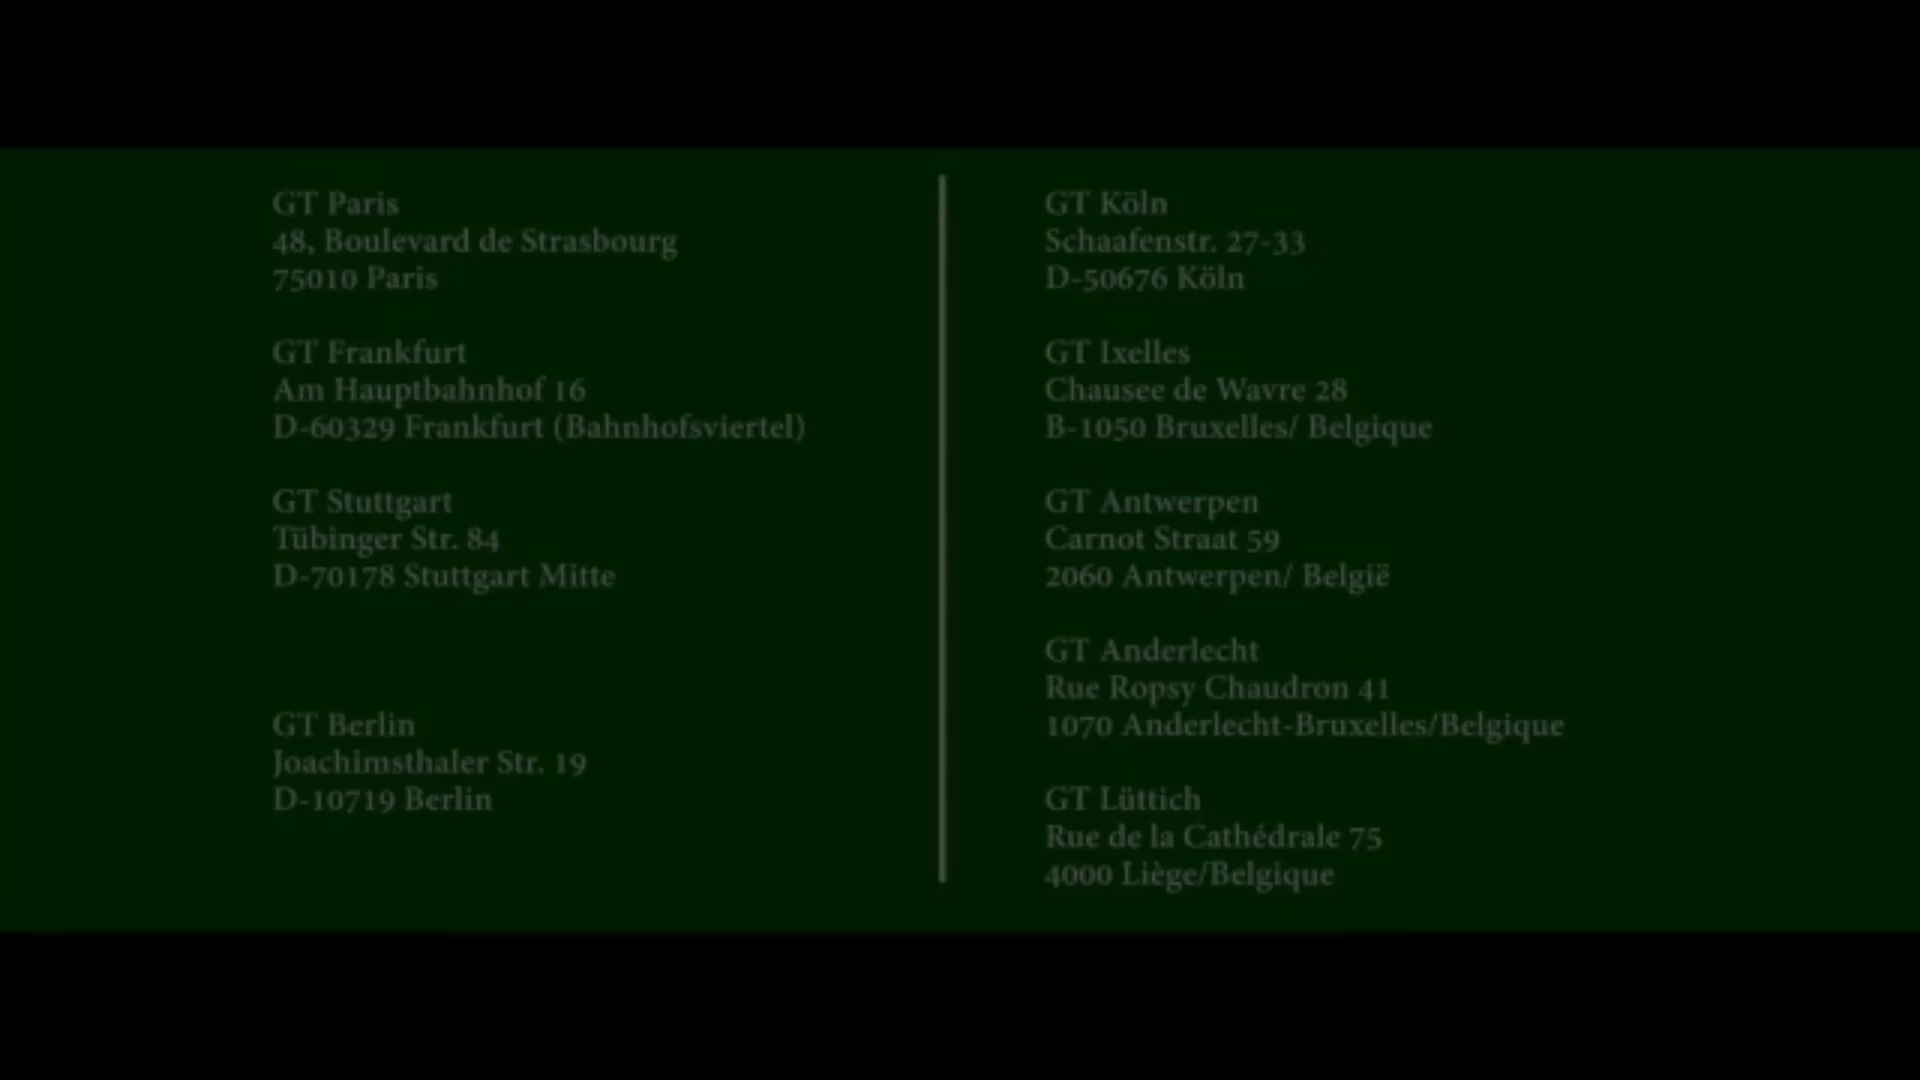 GT Paris
48, Boulevard de Strasbourg
75010 Paris
GT Frankfurt
Am Hauptbahnhof 16
D-60329 Frankfurt (Bahnhofsviertel)
GT Stuttgart
Tübinger Str. 84
D-70178 Stuttgart Mitte
GT Berlin
Joachimsthaler Str. 19
D-10719 Berlin
GT Köln
Schaafenstr. 27-33
D-50676 Köln
GT Ixelles
Chausee de Wavre 28
B-1050 Bruxelles/ Belgique
GT Antwerpen
Carnot Straat 59
2060 Antwerpen/ België
GT Anderlecht
Rue Ropsy Chaudron 41
1070 Anderlecht-Bruxelles/Belgique
GT Lüttich
Rue de la Cathédrale 75
4000 Liège/Belgique